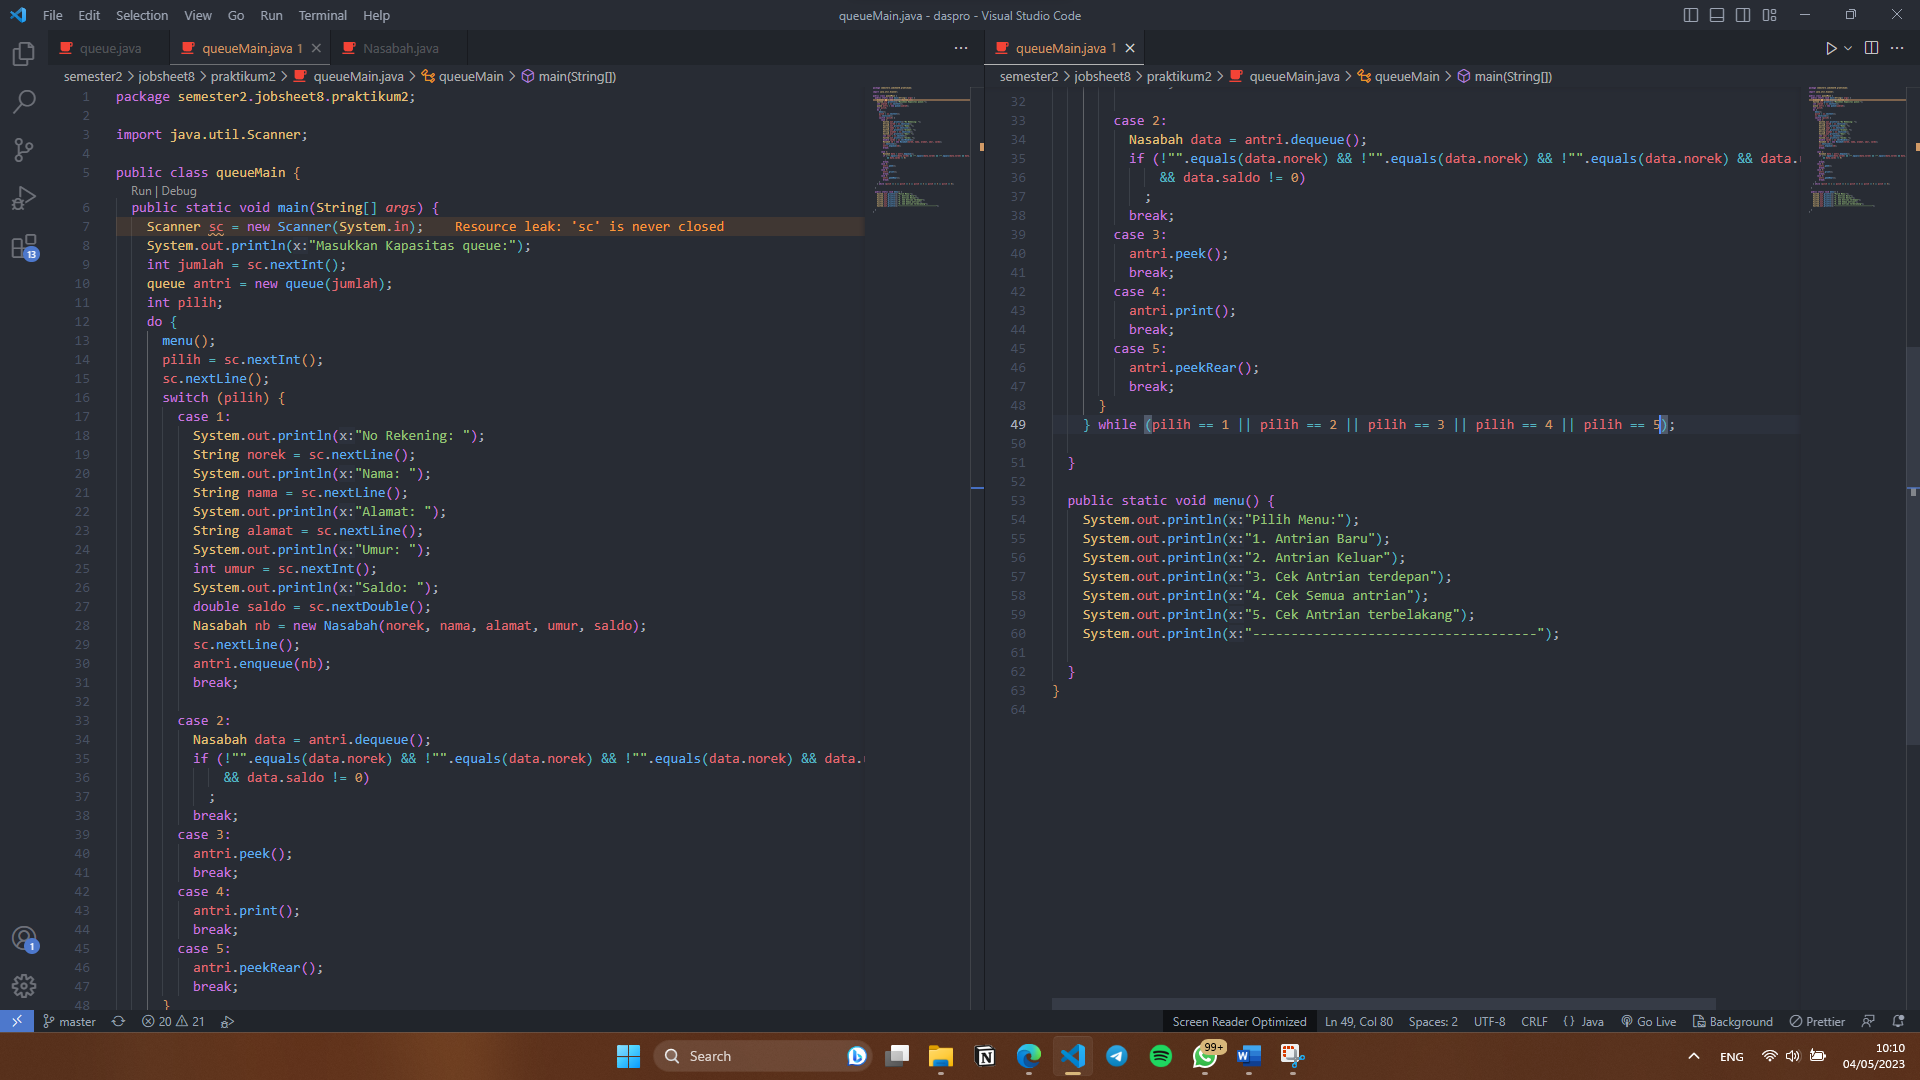 File Edit Selection View Go Run Terminal Help
queueMain.java - daspro - Visual Studio Code
queue.java queueMain.java 1 Nasabah.java
semester2 > jobsheet8 > praktikum2 > queueMain.java > queueMain > main(String[])
1 package semester2.jobsheet8.praktikum2;
2
3 import java.util.Scanner;
4
5 public class queueMain {
Run | Debug
6 public static void main(String[] args) {
7 Scanner sc = new Scanner(System.in); Resource leak: 'sc' is never closed
8 System.out.println(x:"Masukkan Kapasitas queue:");
9 int jumlah = sc.nextInt();
10 queue antri = new queue(jumlah);
11 int pilih;
12 do {
13 menu();
14 pilih = sc.nextInt();
15 sc.nextLine();
16 switch (pilih) {
17 case 1:
18 System.out.println(x:"No Rekening: ");
19 String norek = sc.nextLine();
20 System.out.println(x:"Nama: ");
21 String nama = sc.nextLine();
22 System.out.println(x:"Alamat: ");
23 String alamat = sc.nextLine();
24 System.out.println(x:"Umur: ");
25 int umur = sc.nextInt();
26 System.out.println(x:"Saldo: ");
27 double saldo = sc.nextDouble();
28 Nasabah nb = new Nasabah(norek, nama, alamat, umur, saldo);
29 sc.nextLine();
30 antri.enqueue(nb);
31 break;
32
33 case 2:
34 Nasabah data = antri.dequeue();
35 if (!"".equals(data.norek) && !"".equals(data.norek) && !"".equals(data.norek) && data.
36 && data.saldo != 0)
37 ;
38 break;
39 case 3:
40 antri.peek();
41 break;
42 case 4:
43 antri.print();
44 break;
45 case 5:
46 antri.peekRear();
47 break;
48 }
queueMain.java 1
semester2 > jobsheet8 > praktikum2 > queueMain.java > queueMain > main(String[])
32
33 case 2:
34 Nasabah data = antri.dequeue();
35 if (!"".equals(data.norek) && !"".equals(data.norek) && !"".equals(data.norek) && data.
36 && data.saldo != 0)
37 ;
38 break;
39 case 3:
40 antri.peek();
41 break;
42 case 4:
43 antri.print();
44 break;
45 case 5:
46 antri.peekRear();
47 break;
48 }
49 } while (pilih == 1 || pilih == 2 || pilih == 3 || pilih == 4 || pilih == 5);
50
51 }
52
53 public static void menu() {
54 System.out.println(x:"Pilih Menu:");
55 System.out.println(x:"1. Antrian Baru");
56 System.out.println(x:"2. Antrian Keluar");
57 System.out.println(x:"3. Cek Antrian terdepan");
58 System.out.println(x:"4. Cek Semua antrian");
59 System.out.println(x:"5. Cek Antrian terbelakang");
60 System.out.println(x:"-------------------------------------");
61
62 }
63 }
64
13
1
master 20 21
Screen Reader Optimized Ln 49, Col 80 Spaces: 2 UTF-8 CRLF {} Java Go Live Background Prettier
Search
99+
ENG
10:10
04/05/2023